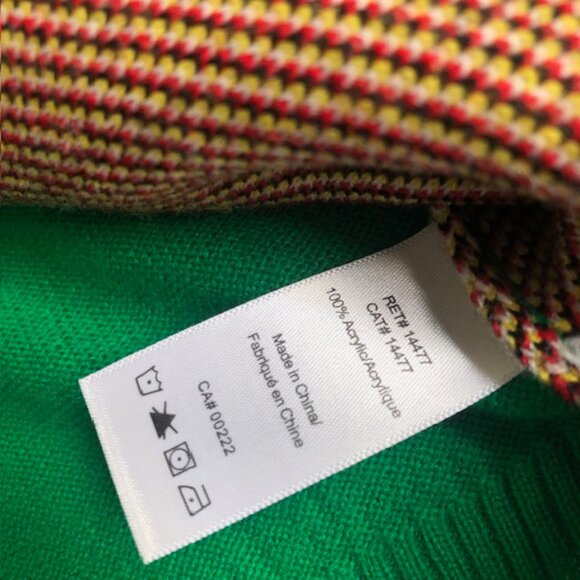 RET# 14477
CAT# 14477
100% Acrylic/Acrylique
Made in China/
Fabriqué en Chine
CA# 00222